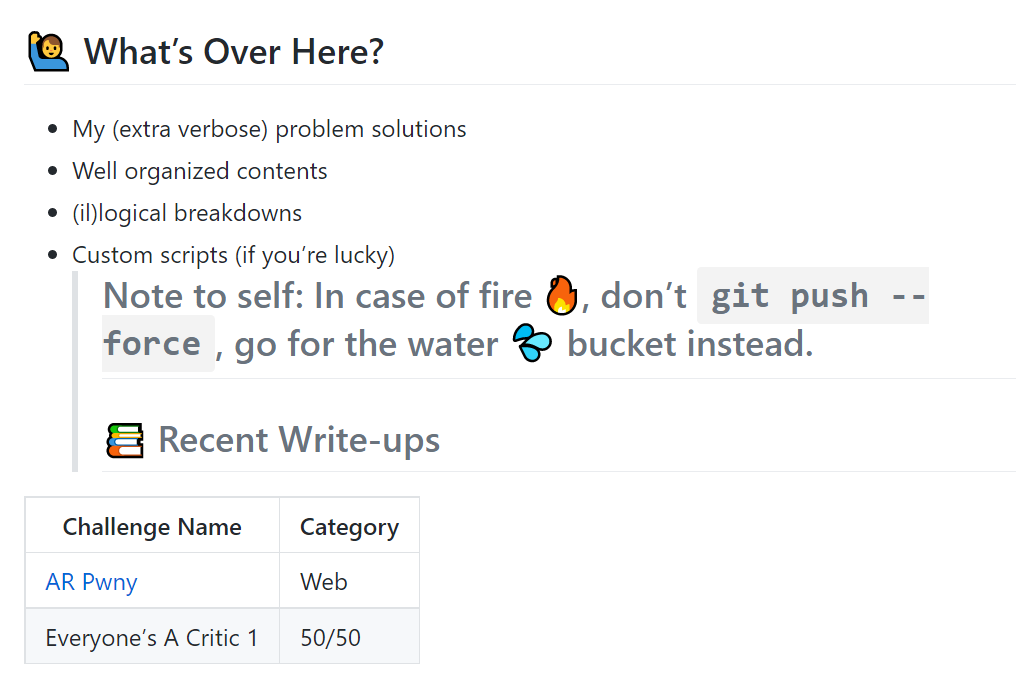 🙋‍♂️ What’s Over Here?
• My (extra verbose) problem solutions
• Well organized contents
• (il)logical breakdowns
• Custom scripts (if you’re lucky)
Note to self: In case of fire 🔥, don’t git push --
force , go for the water 💦 bucket instead.
📚 Recent Write-ups
Challenge Name Category
AR Pwny Web
Everyone’s A Critic 1 50/50